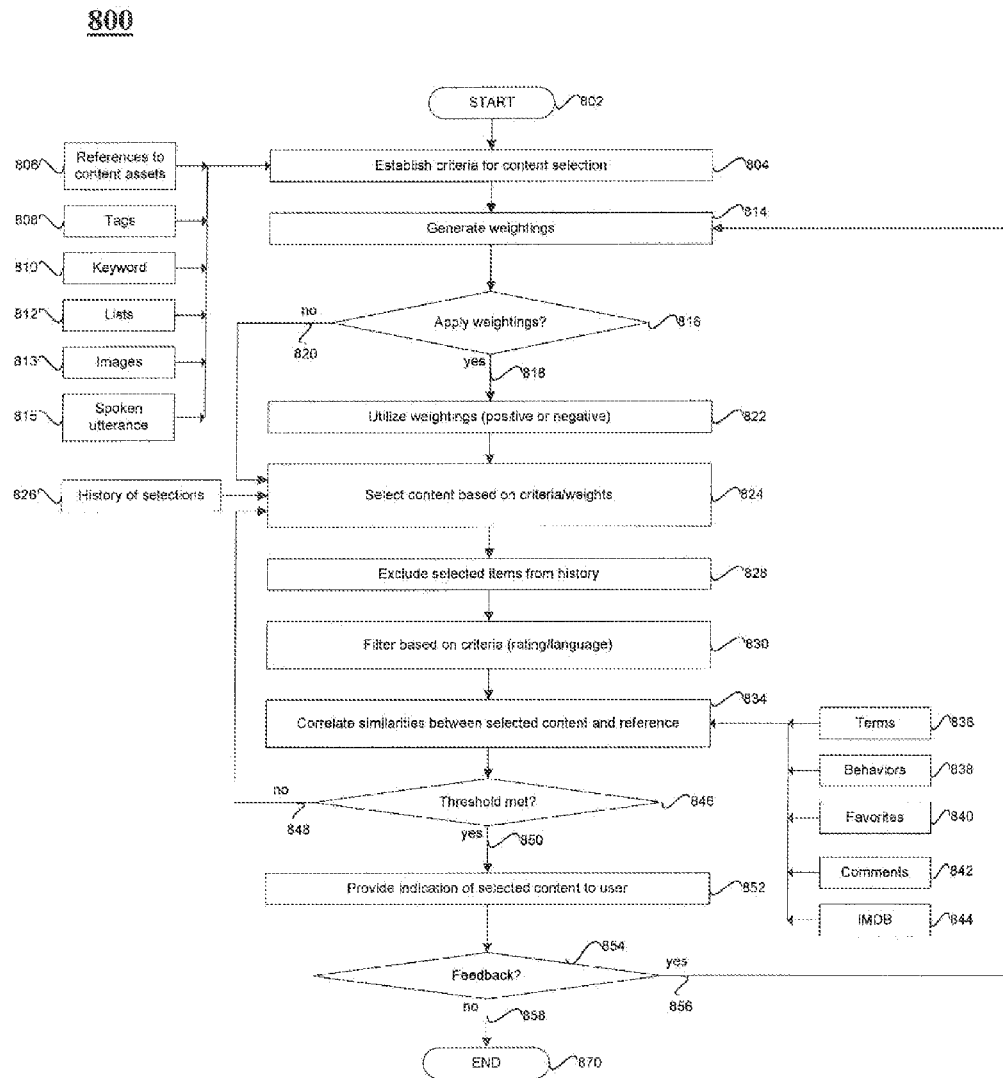 800
START
802
806
References to
content assets
Establish criteria for content selection
804
808
Tags
814
Generate weightings
810
Keyword
no
812
Lists
820
Apply weightings?
816
813
Images
yes
818
815
Spoken
utterance
Utilize weightings (positive or negative)
822
826
History of selections
Select content based on criteria/weights
824
Exclude selected items from history
828
Filter based on criteria (rating/language)
830
834
Correlate similarities between selected content and reference
Terms
836
Behaviors
838
no
848
Threshold met?
846
Favorites
840
yes
850
Comments
842
Provide indication of selected content to user
852
IMDB
844
854
Feedback?
yes
856
no
858
END
870